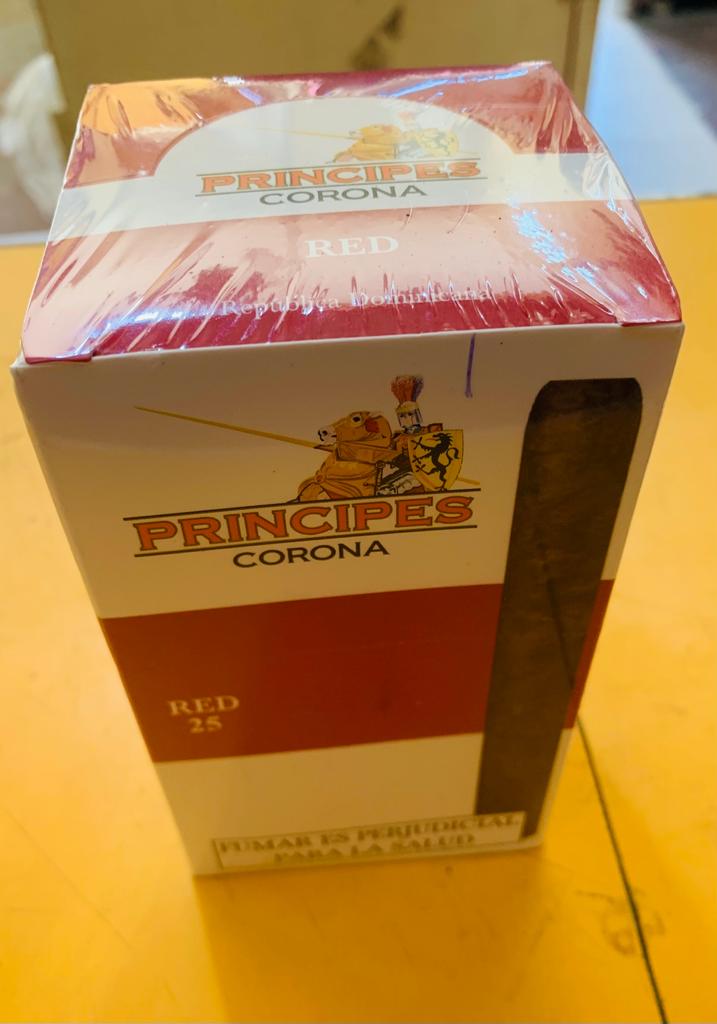 PRINCIPES
CORONA
RED
República Dominicana
PRINCIPES
CORONA
RED
25
FUMAR ES PERJUDICIAL
PARA LA SALUD